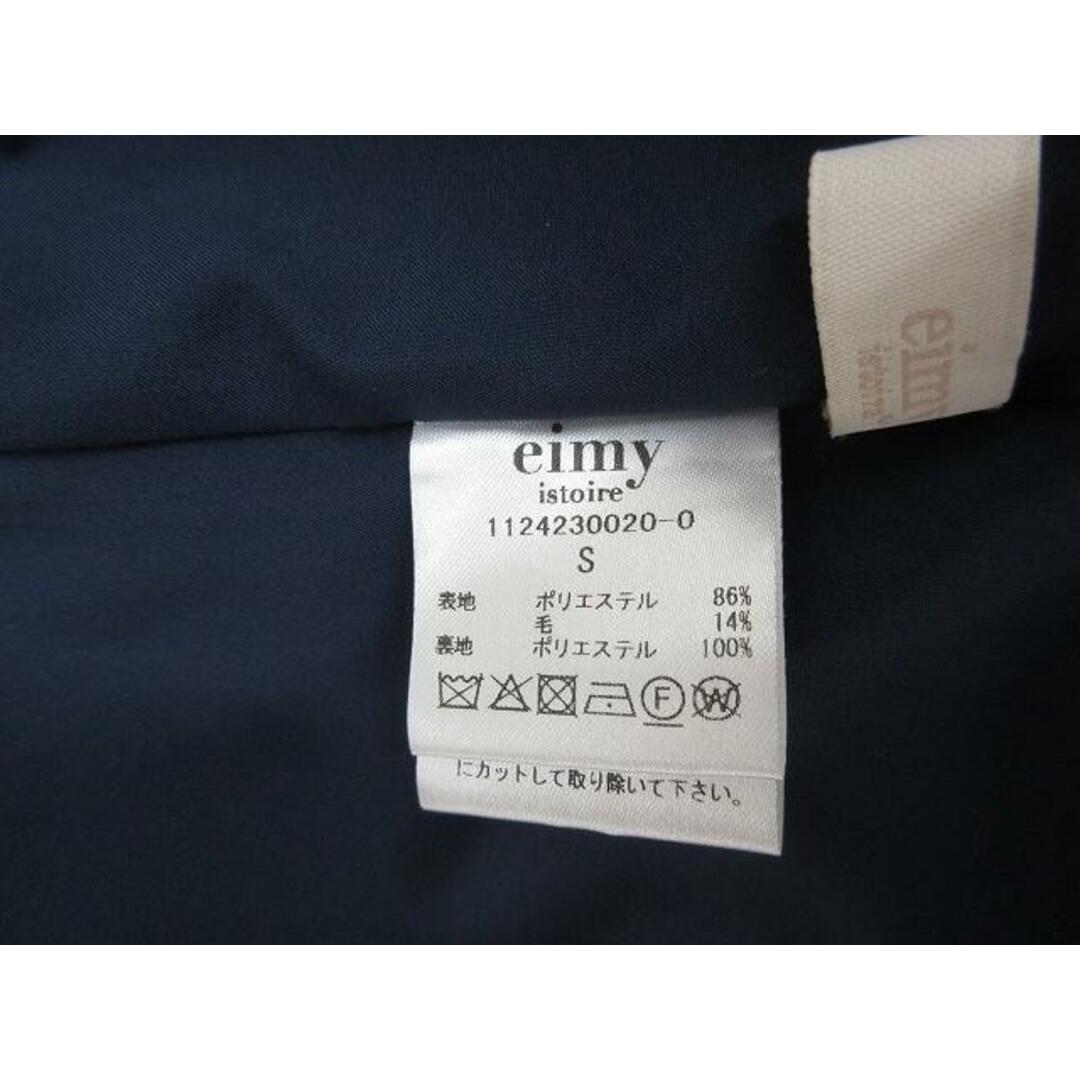 eimy
istoire
1124230020-0
S
表地 ポリエステル 86%
毛 14%
裏地 ポリエステル 100%
F W
にカットして取り除いて下さい。